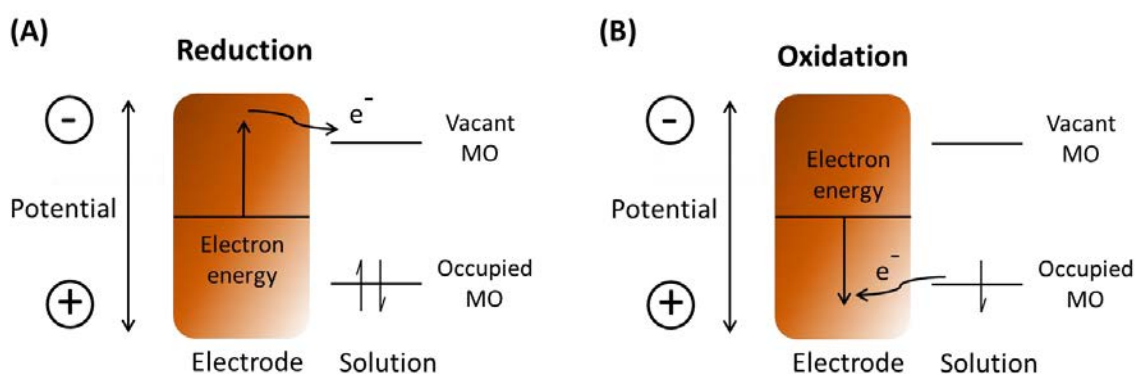 (A)
Reduction
-
Potential
+
e⁻
Electron
energy
Vacant
MO
Occupied
MO
Electrode
Solution
(B)
Oxidation
-
Potential
+
Electron
energy
e⁻
Vacant
MO
Occupied
MO
Electrode
Solution